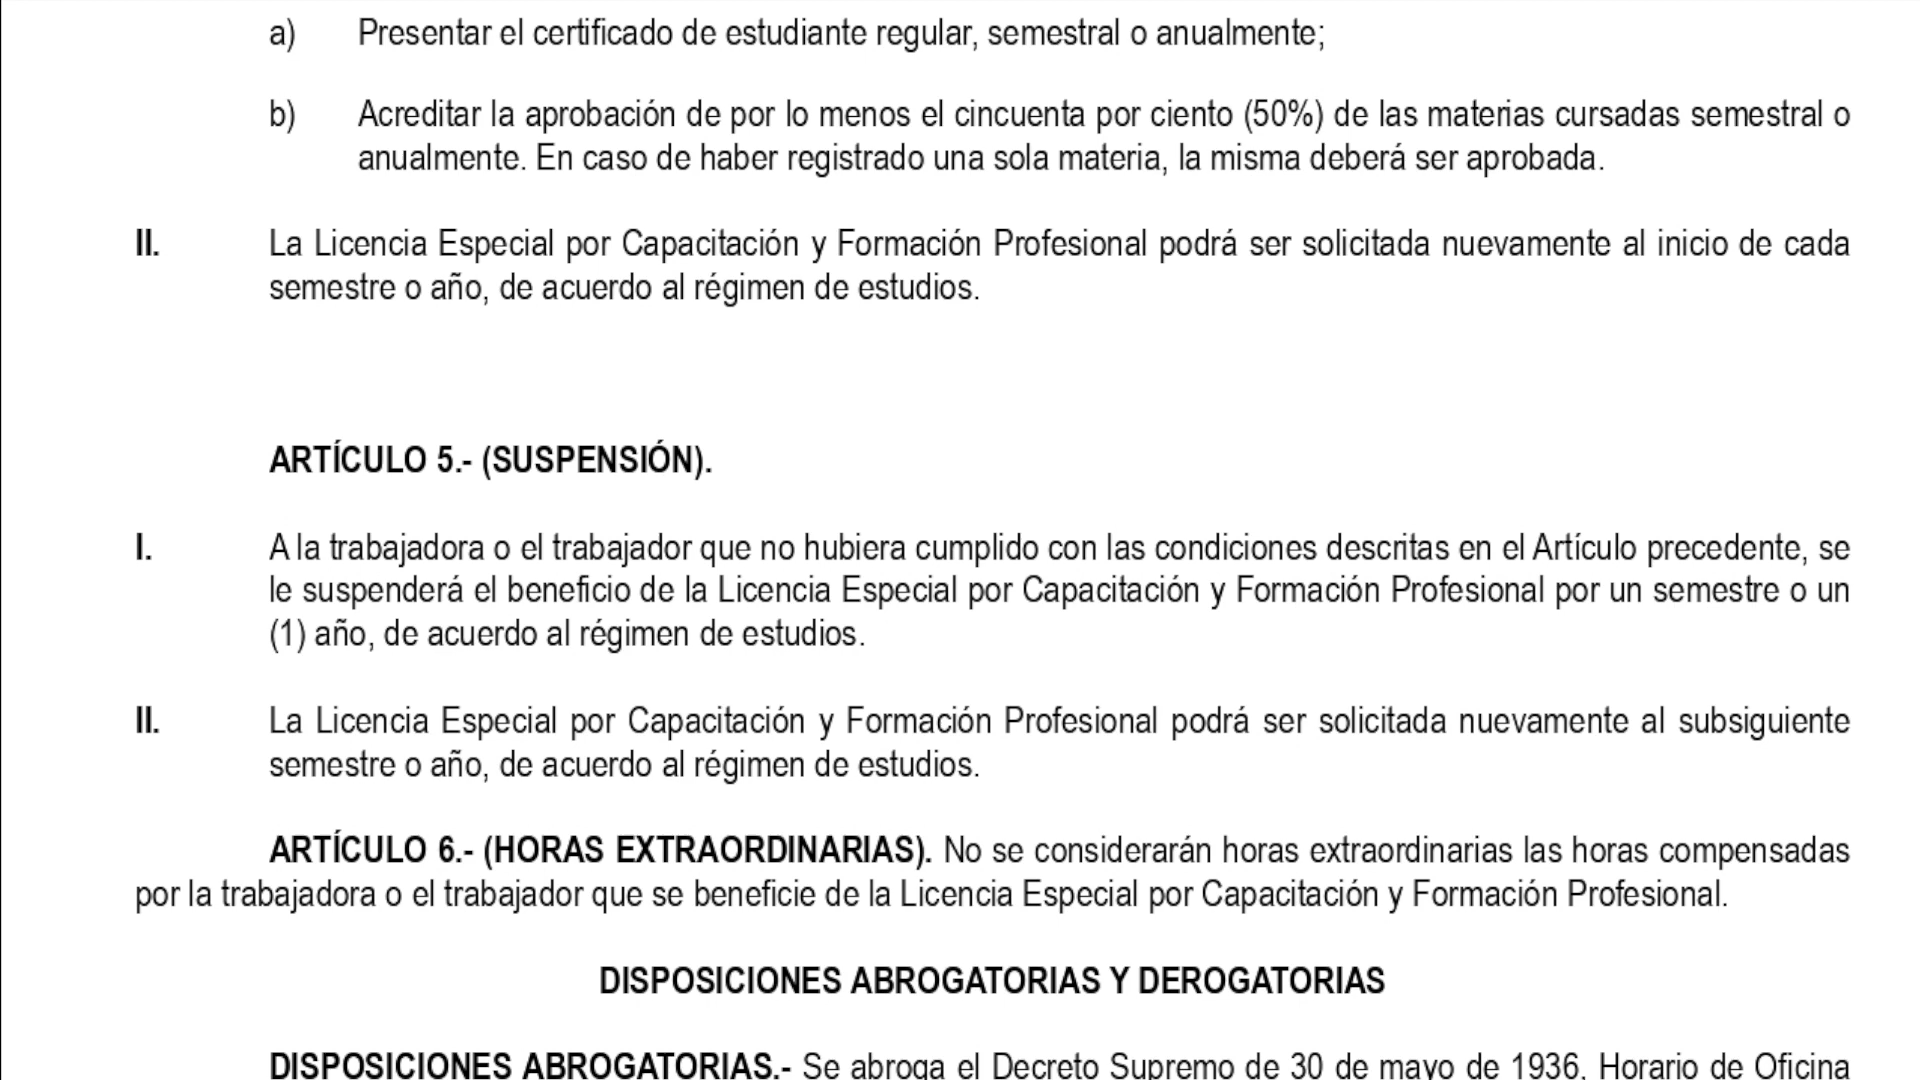 a) Presentar el certificado de estudiante regular, semestral o anualmente;
b) Acreditar la aprobación de por lo menos el cincuenta por ciento (50%) de las materias cursadas semestral o
anualmente. En caso de haber registrado una sola materia, la misma deberá ser aprobada.
II. La Licencia Especial por Capacitación y Formación Profesional podrá ser solicitada nuevamente al inicio de cada
semestre o año, de acuerdo al régimen de estudios.
ARTÍCULO 5.- (SUSPENSIÓN).
I. A la trabajadora o el trabajador que no hubiera cumplido con las condiciones descritas en el Artículo precedente, se
le suspenderá el beneficio de la Licencia Especial por Capacitación y Formación Profesional por un semestre o un
(1) año, de acuerdo al régimen de estudios.
II. La Licencia Especial por Capacitación y Formación Profesional podrá ser solicitada nuevamente al subsiguiente
semestre o año, de acuerdo al régimen de estudios.
ARTÍCULO 6.- (HORAS EXTRAORDINARIAS). No se considerarán horas extraordinarias las horas compensadas
por la trabajadora o el trabajador que se beneficie de la Licencia Especial por Capacitación y Formación Profesional.
DISPOSICIONES ABROGATORIAS Y DEROGATORIAS
DISPOSICIONES ABROGATORIAS.- Se abroga el Decreto Supremo de 30 de mayo de 1936, Horario de Oficina